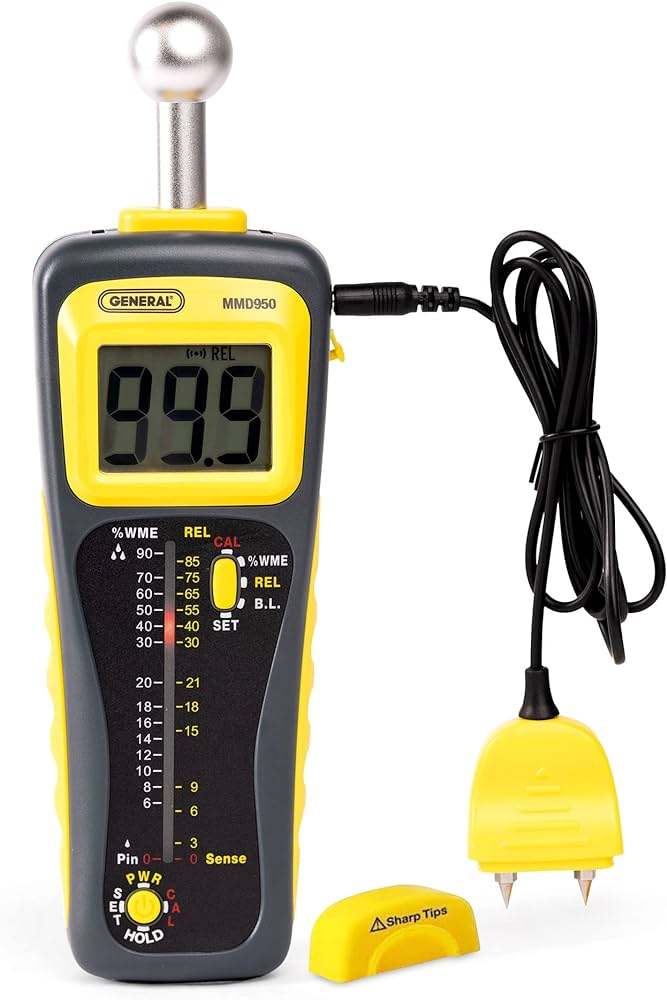 GENERAL® MMD950
REL
99.9
%WME REL
CAL
%WME
REL
B.L.
SET
90
70
60
50
40
30
20
18
16
14
12
10
8
6
85
75
65
55
40
30
21
18
15
9
6
3
Pin 0 0 Sense
PWR
SET
CAL
HOLD
Sharp Tips